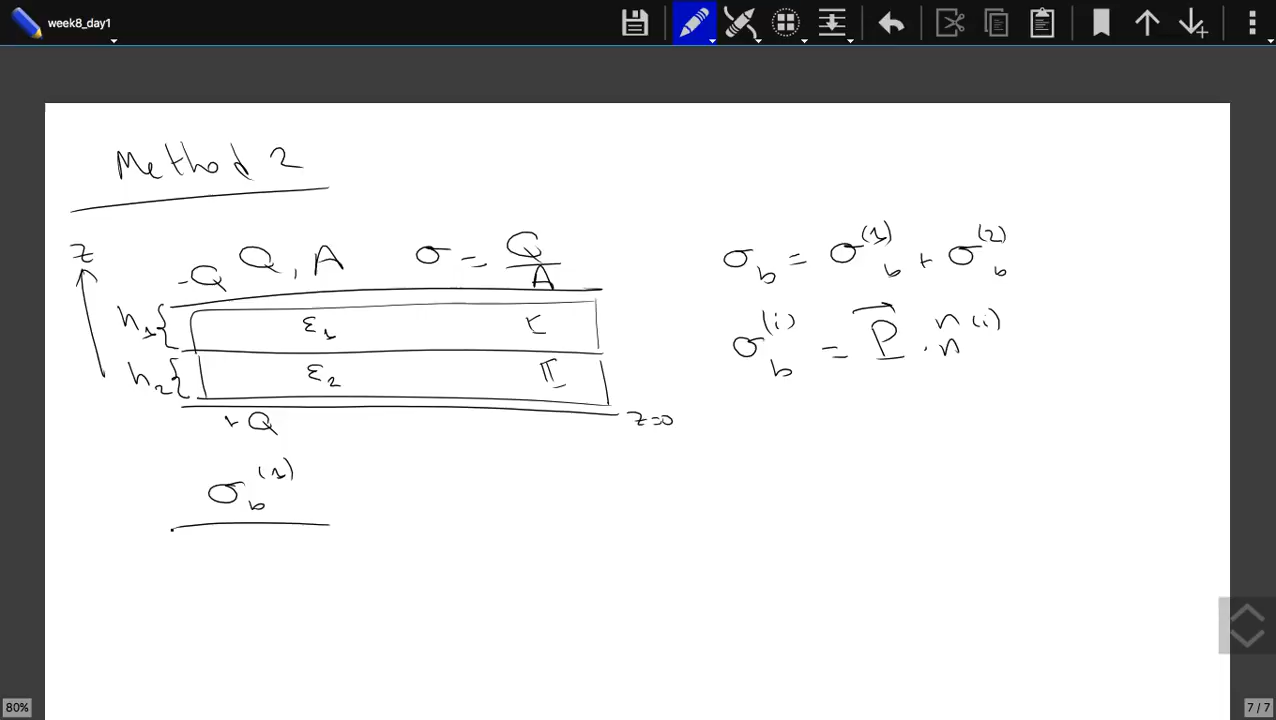 week8_day1
Method 2
z
-Q Q, A σ = Q/A
h₁ ε₁ I
h₂ ε₂ II
+Q z=0
σ_b^(1)
σ_b = σ_b^(1) + σ_b^(2)
σ_b^(i) = P⃗ · n̂^(i)
80%
7 / 7